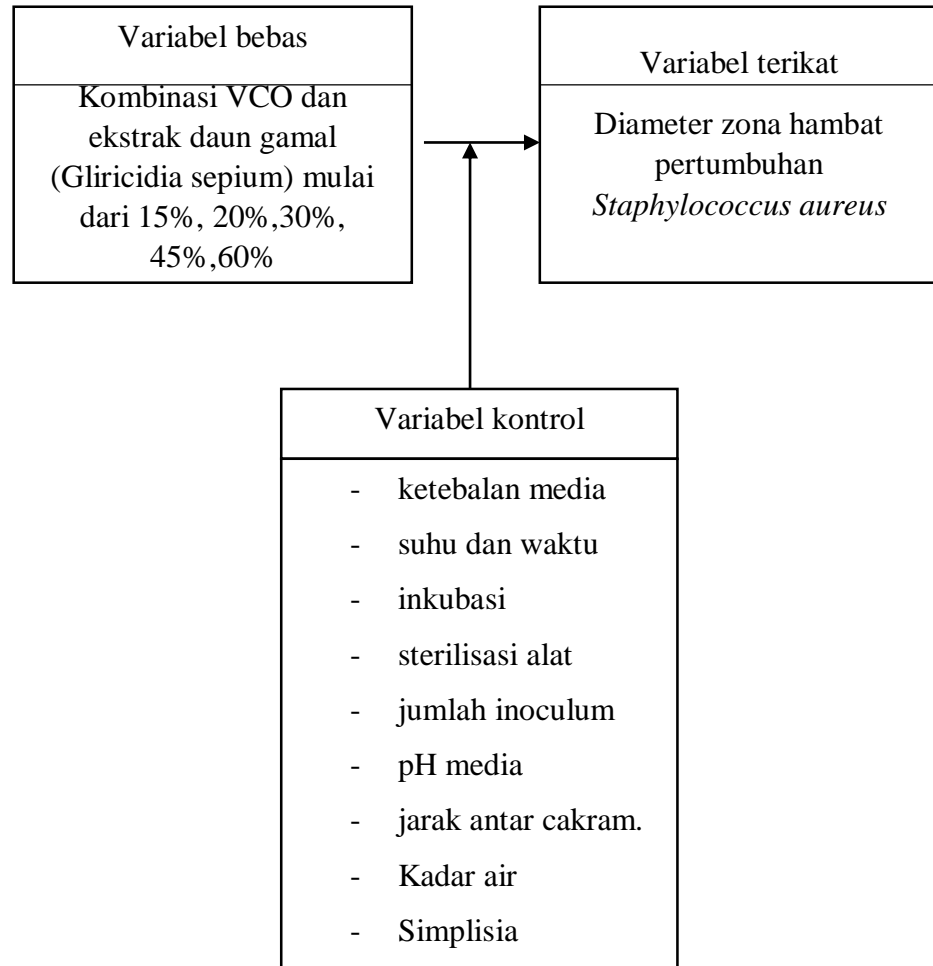 Variabel bebas
Kombinasi VCO dan
ekstrak daun gamal
(Gliricidia sepium) mulai
dari 15%, 20%,30%,
45%,60%
Variabel terikat
Diameter zona hambat
pertumbuhan
Staphylococcus aureus
Variabel kontrol
- ketebalan media
- suhu dan waktu
- inkubasi
- sterilisasi alat
- jumlah inoculum
- pH media
- jarak antar cakram.
- Kadar air
- Simplisia